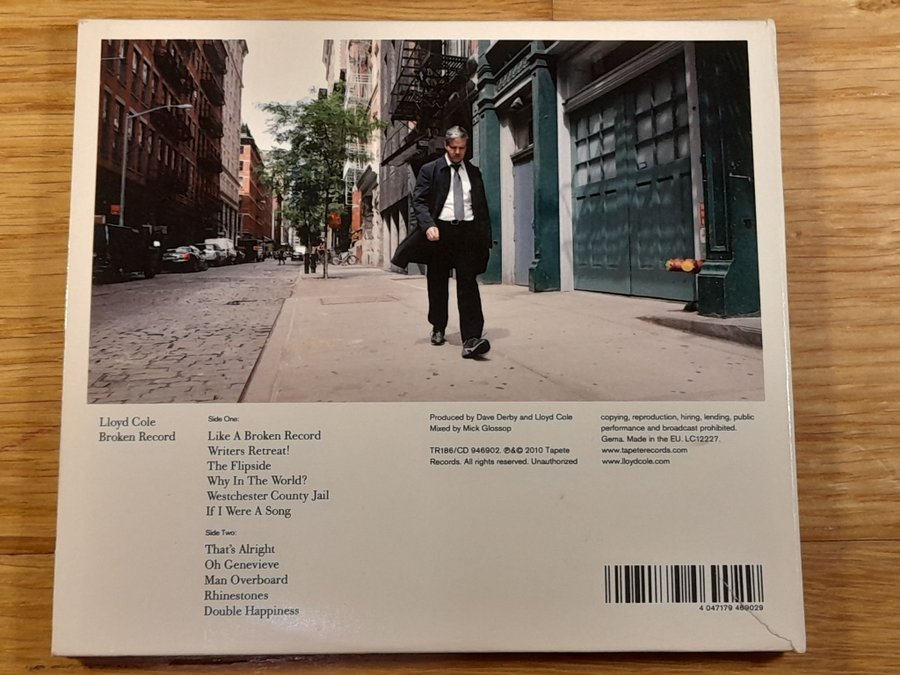 Lloyd Cole
Broken Record
Side One:
Like A Broken Record
Writers Retreat!
The Flipside
Why In The World?
Westchester County Jail
If I Were A Song
Side Two:
That's Alright
Oh Genevieve
Man Overboard
Rhinestones
Double Happiness
Produced by Dave Derby and Lloyd Cole
Mixed by Mick Glossop
TR186/CD 946902. ℗&© 2010 Tapete
Records. All rights reserved. Unauthorized
copying, reproduction, hiring, lending, public
performance and broadcast prohibited.
Gema. Made in the EU. LC12227.
www.tapeterecords.com
www.lloydcole.com
4 047179 469029